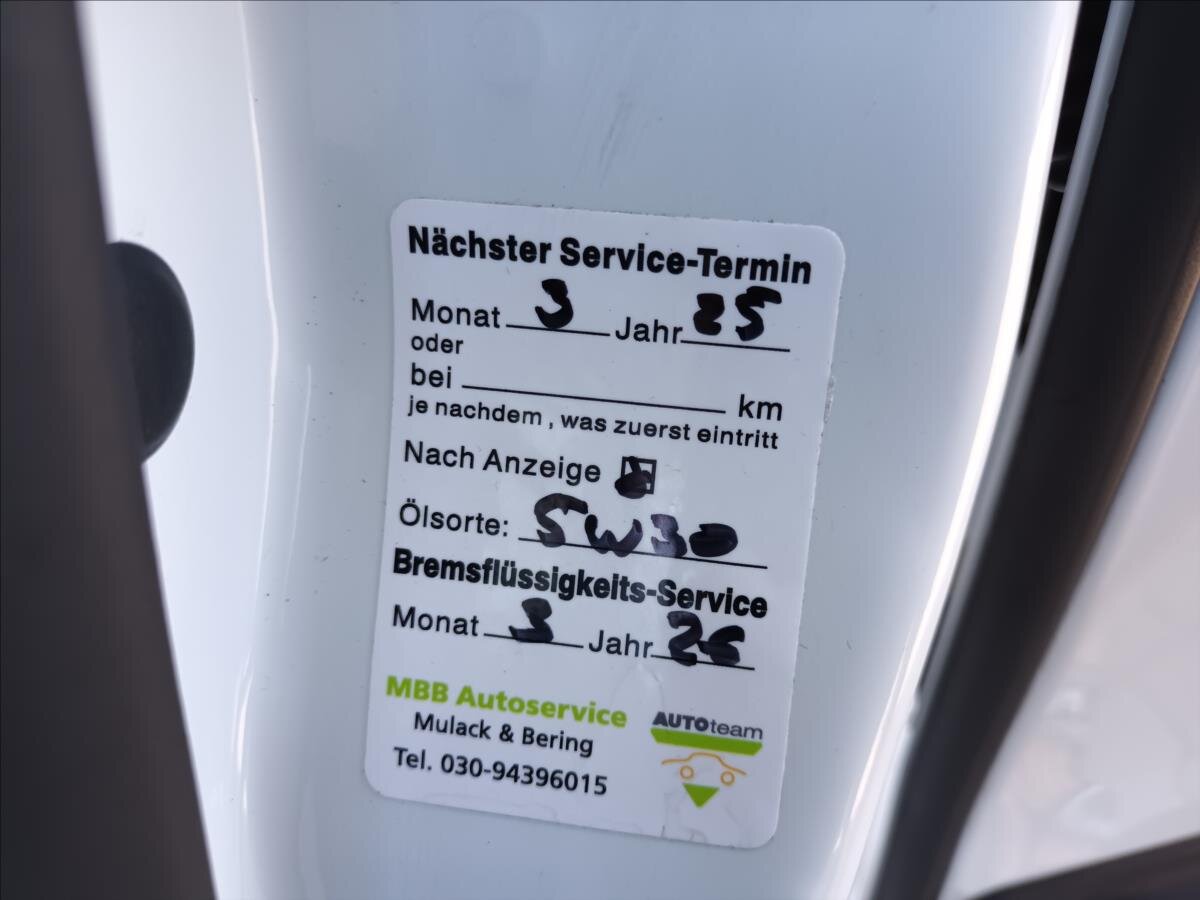 Nächster Service-Termin
Monat 3 Jahr 25
oder
bei km
je nachdem, was zuerst eintritt
Nach Anzeige
Ölsorte: 5W30
Bremsflüssigkeits-Service
Monat 3 Jahr 26
MBB Autoservice
Mulack & Bering
Tel. 030-94396015
AUTOteam